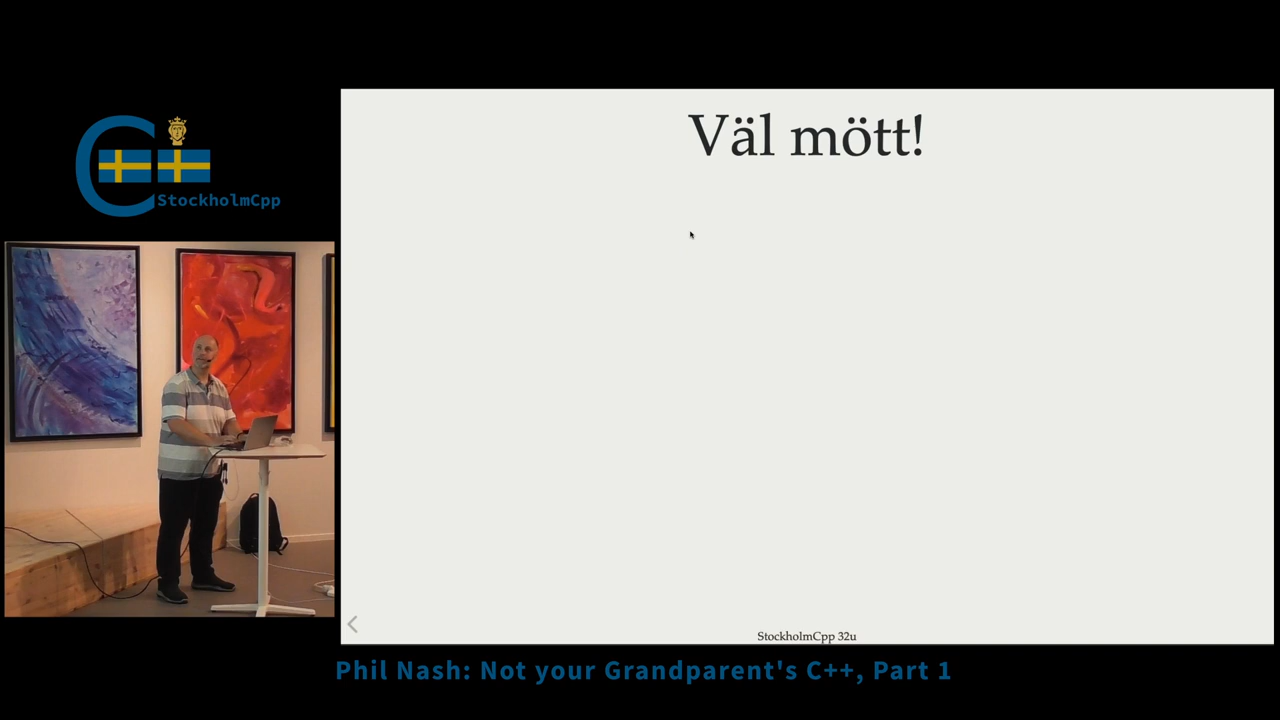 Väl mött!
StockholmCpp
StockholmCpp 32u
Phil Nash: Not your Grandparent's C++, Part 1